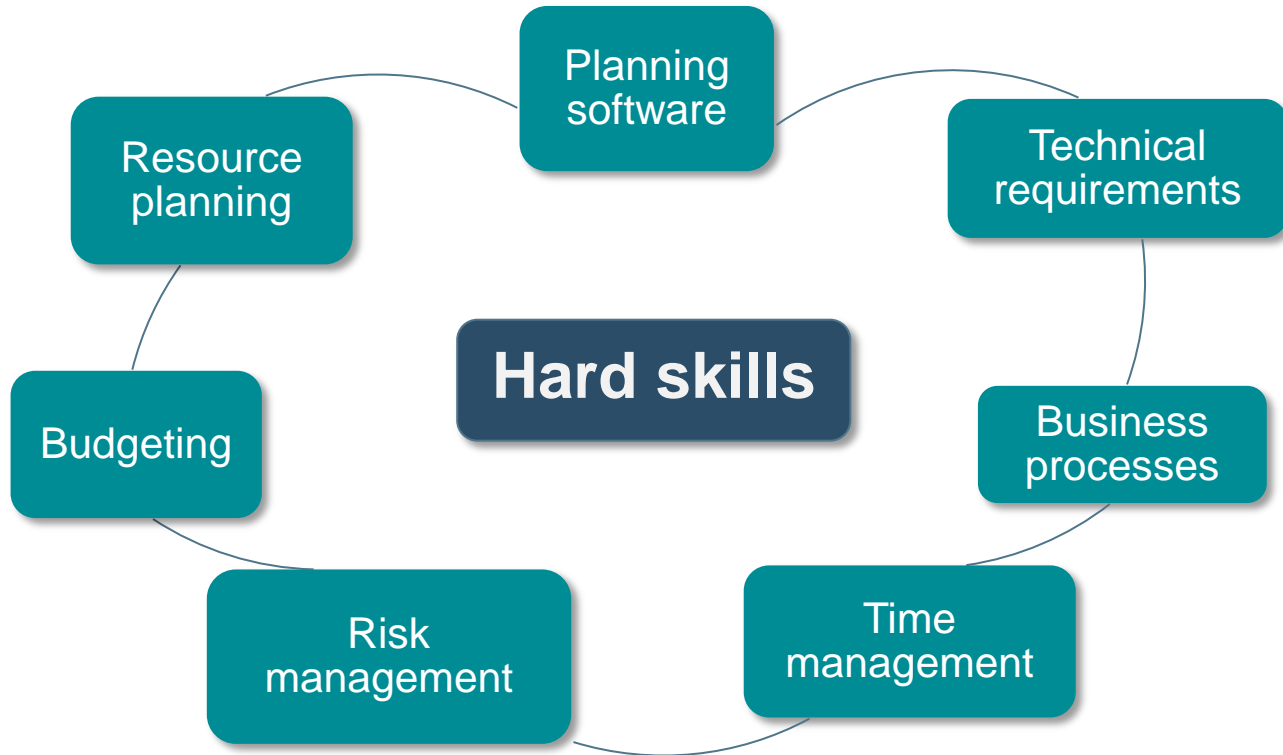 Planning
software
Technical
requirements
Business
processes
Time
management
Risk
management
Budgeting
Resource
planning
Hard skills